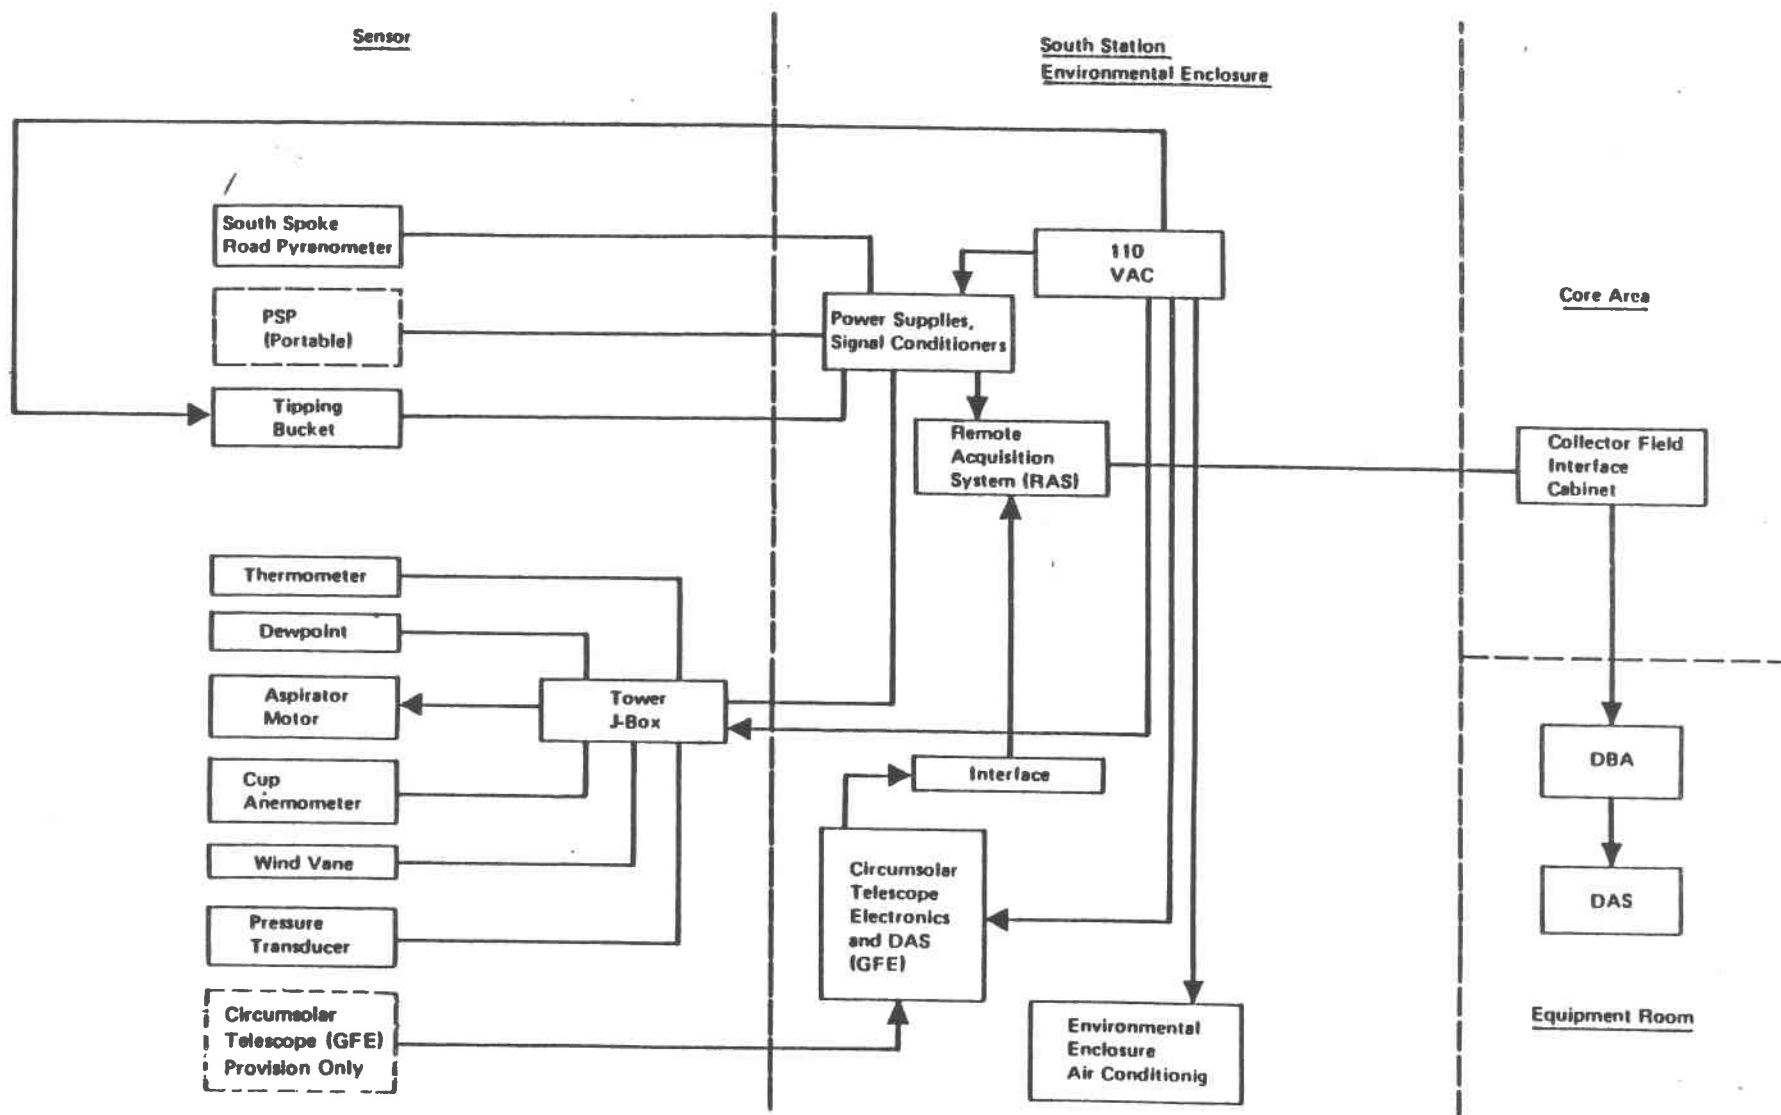 Sensor
South Station
Environmental Enclosure
Core Area
South Spoke
Road Pyranometer
PSP
(Portable)
Tipping
Bucket
Thermometer
Dewpoint
Aspirator
Motor
Cup
Anemometer
Wind Vane
Pressure
Transducer
Circumsolar
Telescope (GFE)
Provision Only
Tower
J-Box
110
VAC
Power Supplies,
Signal Conditioners
Remote
Acquisition
System (RAS)
Interface
Circumsolar
Telescope
Electronics
and DAS
(GFE)
Environmental
Enclosure
Air Conditionig
Collector Field
Interface
Cabinet
DBA
DAS
Equipment Room